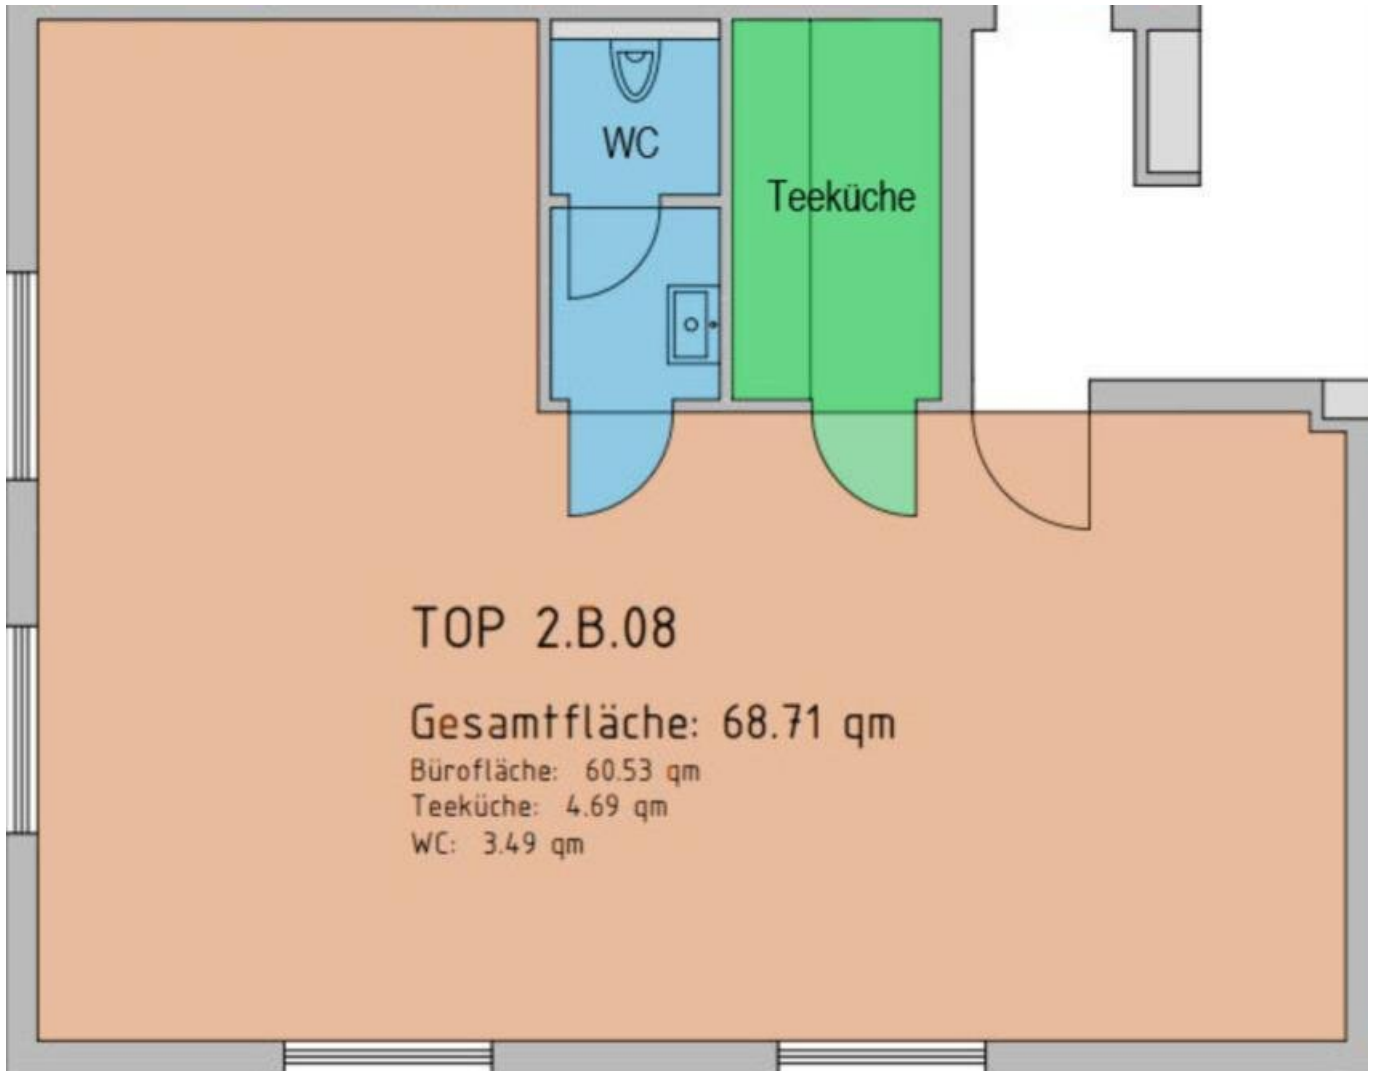 WC
Teeküche
TOP 2.B.08
Gesamtfläche: 68.71 qm
Bürofläche: 60.53 qm
Teeküche: 4.69 qm
WC: 3.49 qm